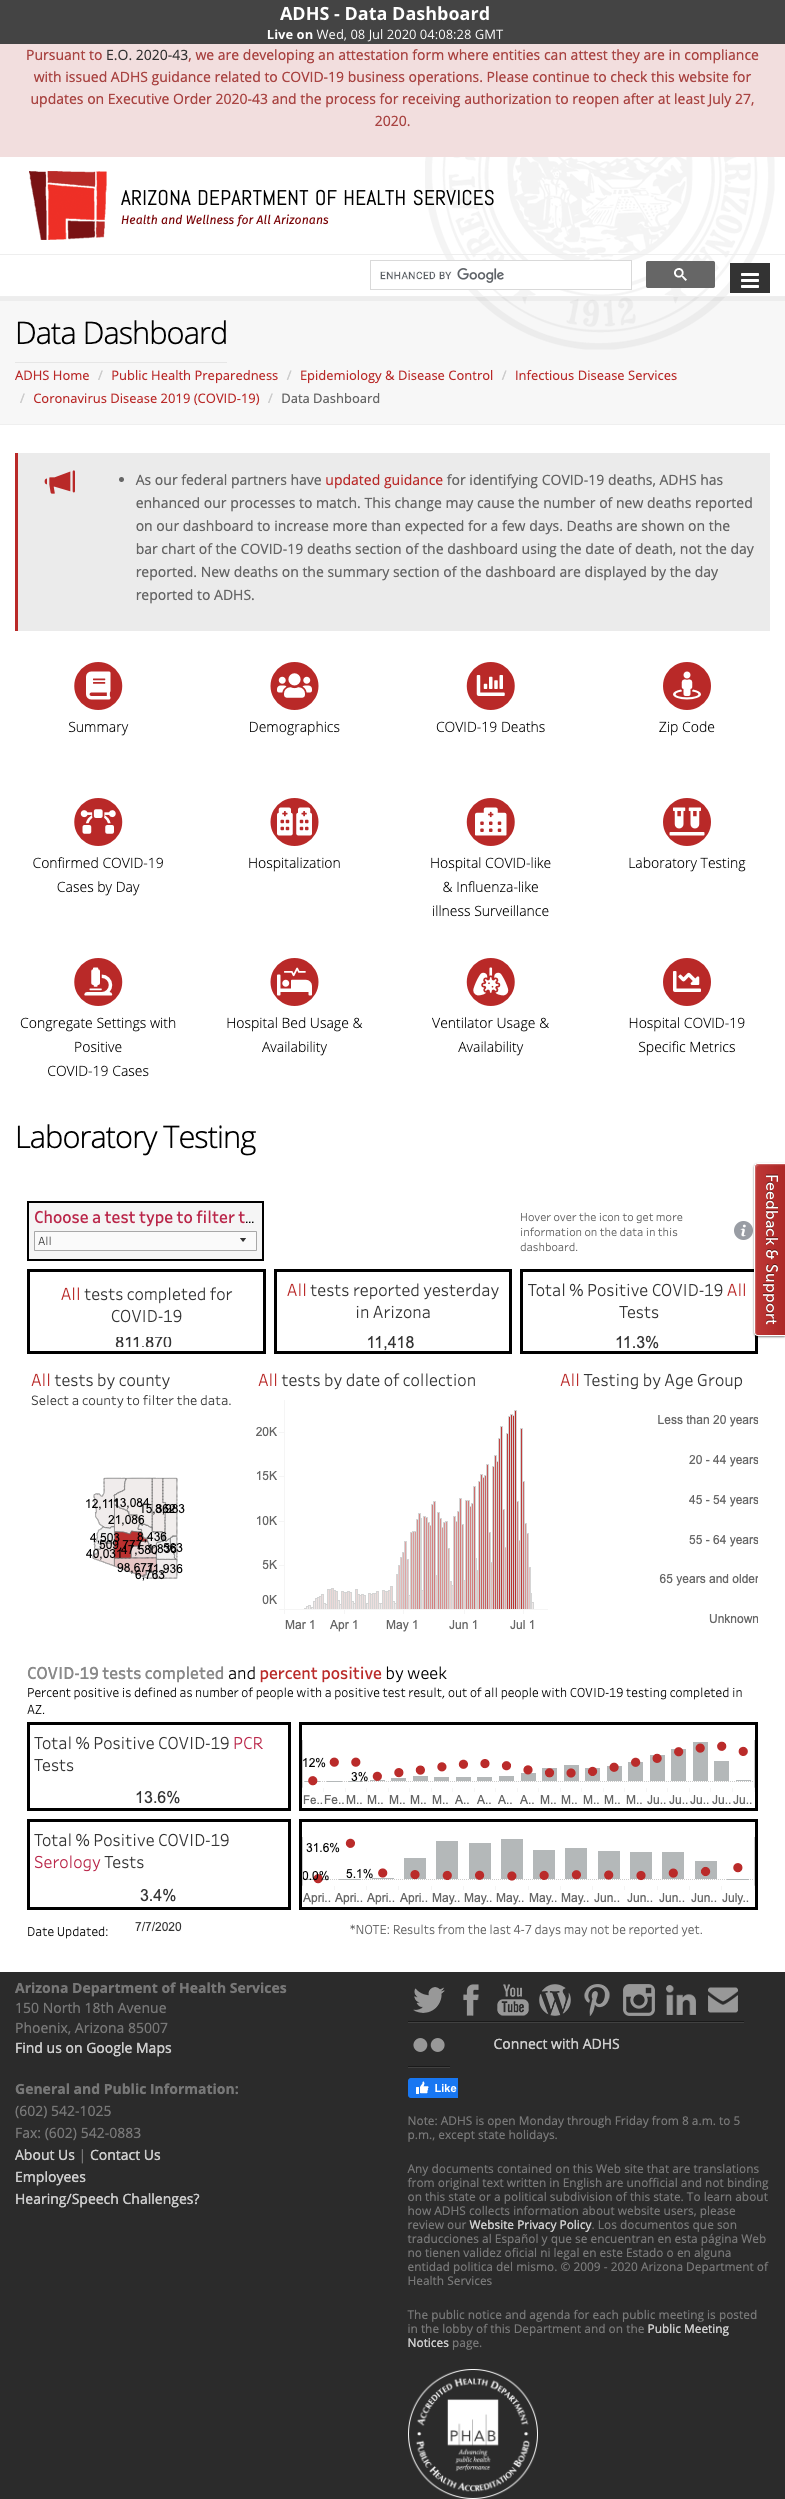 ADHS - Data Dashboard
Live on Wed, 08 Jul 2020 04:08:28 GMT
Pursuant to E.O. 2020-43, we are developing an attestation form where entities can attest they are in compliance
with issued ADHS guidance related to COVID-19 business operations. Please continue to check this website for
updates on Executive Order 2020-43 and the process for receiving authorization to reopen after at least July 27,
2020.
ARIZONA DEPARTMENT OF HEALTH SERVICES
Health and Wellness for All Arizonans
1912
ENHANCED BY Google
Data Dashboard
ADHS Home / Public Health Preparedness / Epidemiology & Disease Control / Infectious Disease Services
/ Coronavirus Disease 2019 (COVID-19) / Data Dashboard
• As our federal partners have updated guidance for identifying COVID-19 deaths, ADHS has
enhanced our processes to match. This change may cause the number of new deaths reported
on our dashboard to increase more than expected for a few days. Deaths are shown on the
bar chart of the COVID-19 deaths section of the dashboard using the date of death, not the day
reported. New deaths on the summary section of the dashboard are displayed by the day
reported to ADHS.
Summary
Demographics
COVID-19 Deaths
Zip Code
Confirmed COVID-19
Cases by Day
Hospitalization
Hospital COVID-like
& Influenza-like
illness Surveillance
Laboratory Testing
Congregate Settings with
Positive
COVID-19 Cases
Hospital Bed Usage &
Availability
Ventilator Usage &
Availability
Hospital COVID-19
Specific Metrics
Laboratory Testing
Feedback & Support
Choose a test type to filter t...
All
Hover over the icon to get more
information on the data in this
dashboard.
All tests completed for
COVID-19
811,870
All tests reported yesterday
in Arizona
11,418
Total % Positive COVID-19 All
Tests
11.3%
All tests by county
Select a county to filter the data.
12,111
13,084
21,086
4,503
8,436
40,031
98,677
11,936
6,763
All tests by date of collection
20K
15K
10K
5K
0K
Mar 1 Apr 1 May 1 Jun 1 Jul 1
All Testing by Age Group
Less than 20 years
20 - 44 years
45 - 54 years
55 - 64 years
65 years and older
Unknown
COVID-19 tests completed and percent positive by week
Percent positive is defined as number of people with a positive test result, out of all people with COVID-19 testing completed in
AZ.
Total % Positive COVID-19 PCR
Tests
13.6%
12%
3%
Fe.. Fe.. M.. M.. M.. M.. M.. A.. A.. A.. A.. M.. M.. M.. M.. M.. Ju.. Ju.. Ju.. Ju.. Ju..
Total % Positive COVID-19
Serology Tests
3.4%
31.6%
0.0%
5.1%
Apri.. Apri.. Apri.. Apri.. May.. May.. May.. May.. May.. Jun.. Jun.. Jun.. Jun.. July..
Date Updated: 7/7/2020
*NOTE: Results from the last 4-7 days may not be reported yet.
Arizona Department of Health Services
150 North 18th Avenue
Phoenix, Arizona 85007
Find us on Google Maps
General and Public Information:
(602) 542-1025
Fax: (602) 542-0883
About Us | Contact Us
Employees
Hearing/Speech Challenges?
You
Tube
Connect with ADHS
Like
Note: ADHS is open Monday through Friday from 8 a.m. to 5
p.m., except state holidays.
Any documents contained on this Web site that are translations
from original text written in English are unofficial and not binding
on this state or a political subdivision of this state. To learn about
how ADHS collects information about website users, please
review our Website Privacy Policy. Los documentos que son
traducciones al Español y que se encuentran en esta página Web
no tienen validez oficial ni legal en este Estado o en alguna
entidad politica del mismo. © 2009 - 2020 Arizona Department of
Health Services
The public notice and agenda for each public meeting is posted
in the lobby of this Department and on the Public Meeting
Notices page.
ACCREDITED HEALTH DEPARTMENT
PHAB
Advancing
public health
performance
PUBLIC HEALTH ACCREDITATION BOARD